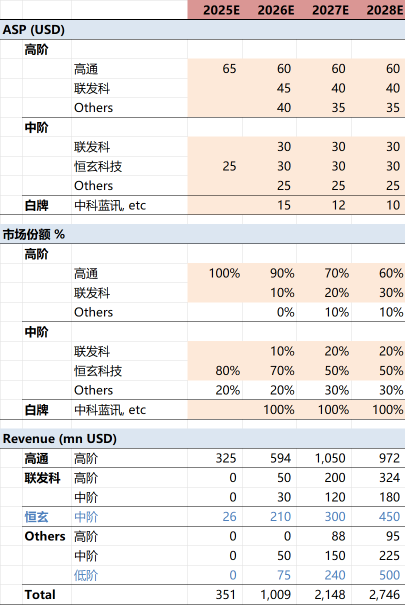 2025E 2026E 2027E 2028E
ASP (USD)
高阶
高通 65 60 60 60
联发科 45 40 40
Others 40 35 35
中阶
联发科 30 30 30
恒玄科技 25 30 30 30
Others 25 25 25
白牌 中科蓝讯, etc 15 12 10
市场份额 %
高阶
高通 100% 90% 70% 60%
联发科 10% 20% 30%
Others 0% 10% 10%
中阶
联发科 10% 20% 20%
恒玄科技 80% 70% 50% 50%
Others 20% 20% 30% 30%
白牌 中科蓝讯, etc 100% 100% 100%
Revenue (mn USD)
高通 高阶 325 594 1,050 972
联发科 高阶 0 50 200 324
中阶 0 30 120 180
恒玄 中阶 26 210 300 450
Others 高阶 0 0 88 95
中阶 0 50 150 225
低阶 0 75 240 500
Total 351 1,009 2,148 2,746